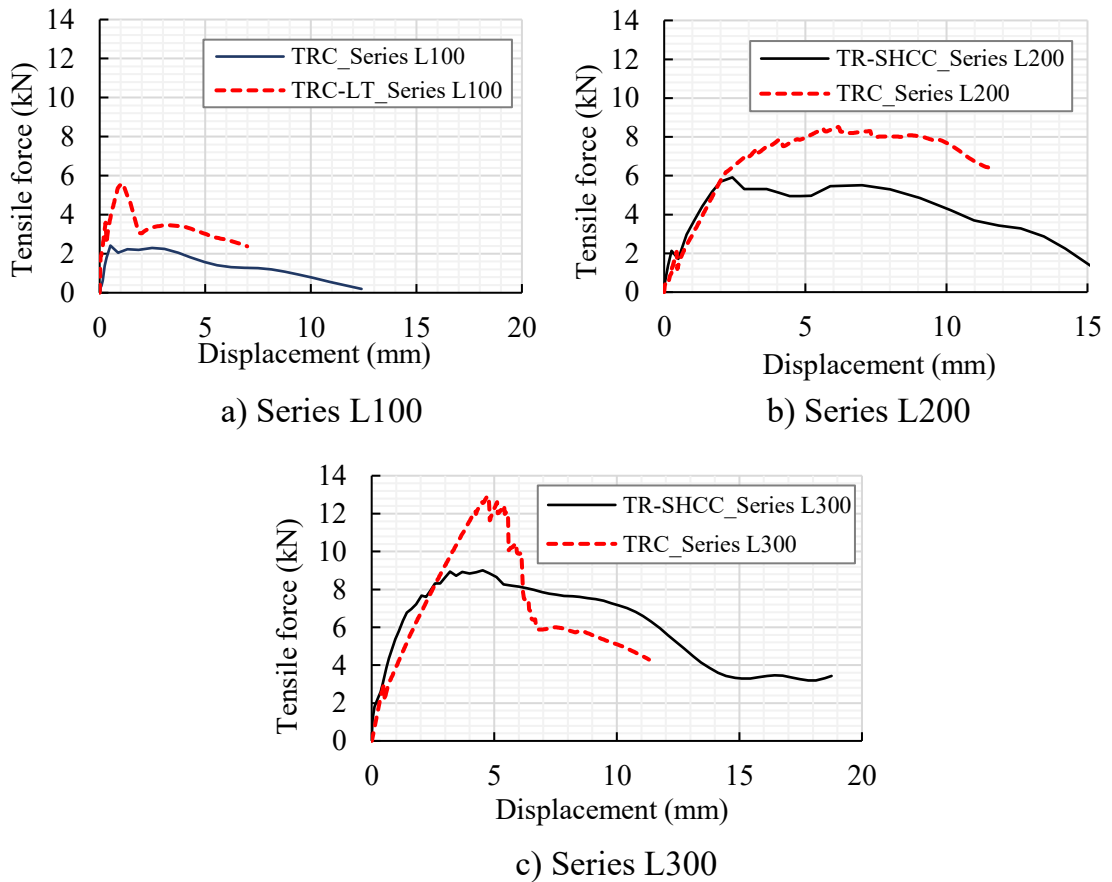 14
12
10
8
6
4
2
0
Tensile force (kN)
TRC_Series L100
TRC-LT_Series L100
0
5
10
15
20
Displacement (mm)
a) Series L100
14
12
10
8
6
4
2
0
Tensile force (kN)
TR-SHCC_Series L200
TRC_Series L200
0
5
10
15
Displacement (mm)
b) Series L200
14
12
10
8
6
4
2
0
Tensile force (kN)
TR-SHCC_Series L300
TRC_Series L300
0
5
10
15
20
Displacement (mm)
c) Series L300